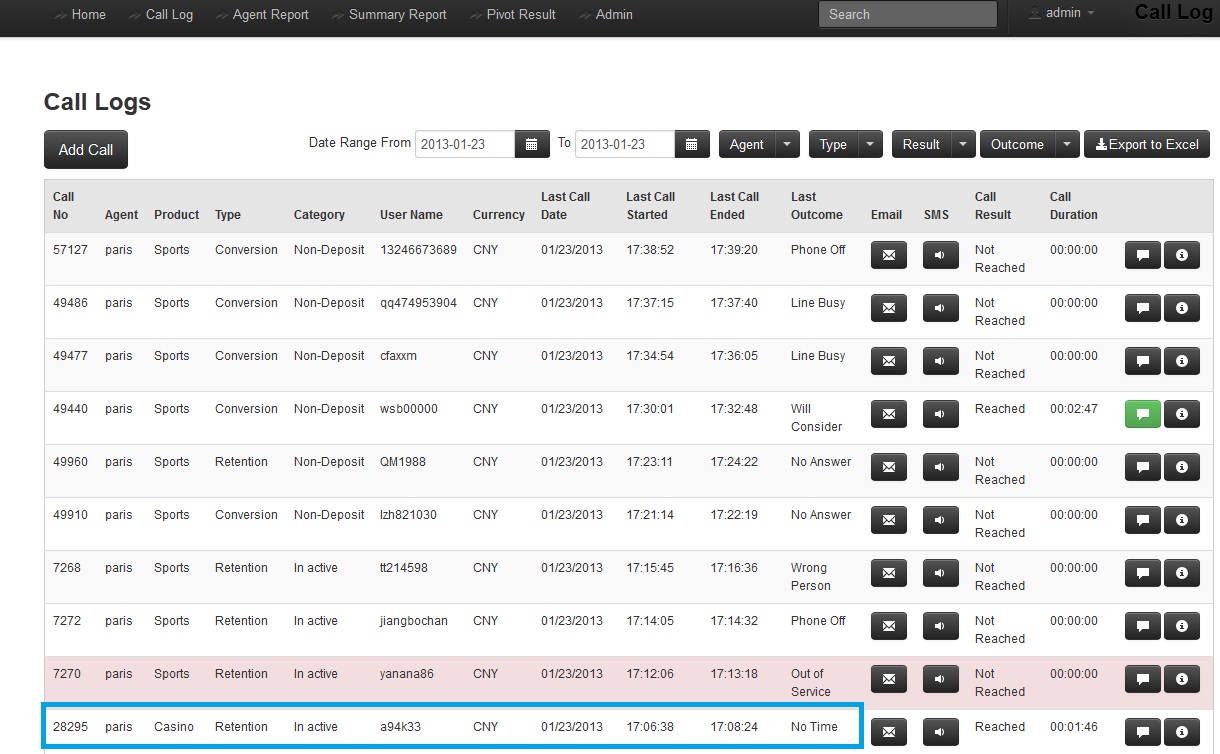 Home Call Log Agent Report Summary Report Pivot Result Admin Search admin Call Log
Call Logs
Add Call Date Range From 2013-01-23 To 2013-01-23 Agent Type Result Outcome Export to Excel
Call No Agent Product Type Category User Name Currency Last Call Date Last Call Started Last Call Ended Last Outcome Email SMS Call Result Call Duration
57127 paris Sports Conversion Non-Deposit 13246673689 CNY 01/23/2013 17:38:52 17:39:20 Phone Off Not Reached 00:00:00
49486 paris Sports Conversion Non-Deposit qq474953904 CNY 01/23/2013 17:37:15 17:37:40 Line Busy Not Reached 00:00:00
49477 paris Sports Conversion Non-Deposit cfaxxm CNY 01/23/2013 17:34:54 17:36:05 Line Busy Not Reached 00:00:00
49440 paris Sports Conversion Non-Deposit wsb00000 CNY 01/23/2013 17:30:01 17:32:48 Will Consider Reached 00:02:47
49960 paris Sports Retention Non-Deposit QM1988 CNY 01/23/2013 17:23:11 17:24:22 No Answer Not Reached 00:00:00
49910 paris Sports Conversion Non-Deposit lzh821030 CNY 01/23/2013 17:21:14 17:22:19 No Answer Not Reached 00:00:00
7268 paris Sports Retention In active tt214598 CNY 01/23/2013 17:15:45 17:16:36 Wrong Person Not Reached 00:00:00
7272 paris Sports Retention In active jiangbochan CNY 01/23/2013 17:14:05 17:14:32 Phone Off Not Reached 00:00:00
7270 paris Sports Retention In active yanana86 CNY 01/23/2013 17:12:06 17:13:18 Out of Service Not Reached 00:00:00
28295 paris Casino Retention In active a94k33 CNY 01/23/2013 17:06:38 17:08:24 No Time Reached 00:01:46